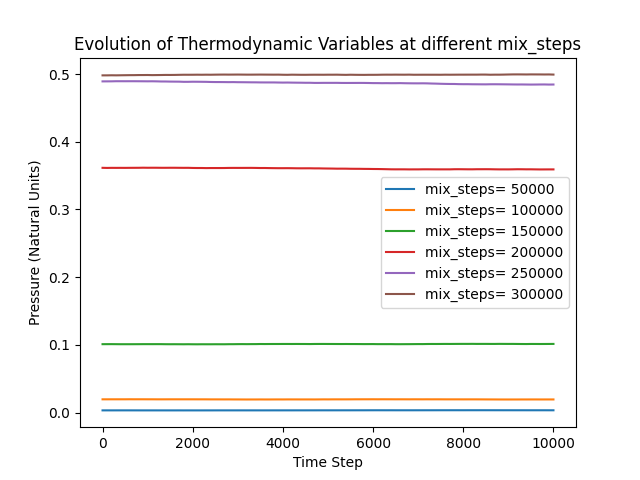 Evolution of Thermodynamic Variables at different mix_steps
Pressure (Natural Units)
0.5
0.4
0.3
0.2
0.1
0.0
mix_steps= 50000
mix_steps= 100000
mix_steps= 150000
mix_steps= 200000
mix_steps= 250000
mix_steps= 300000
0 2000 4000 6000 8000 10000
Time Step